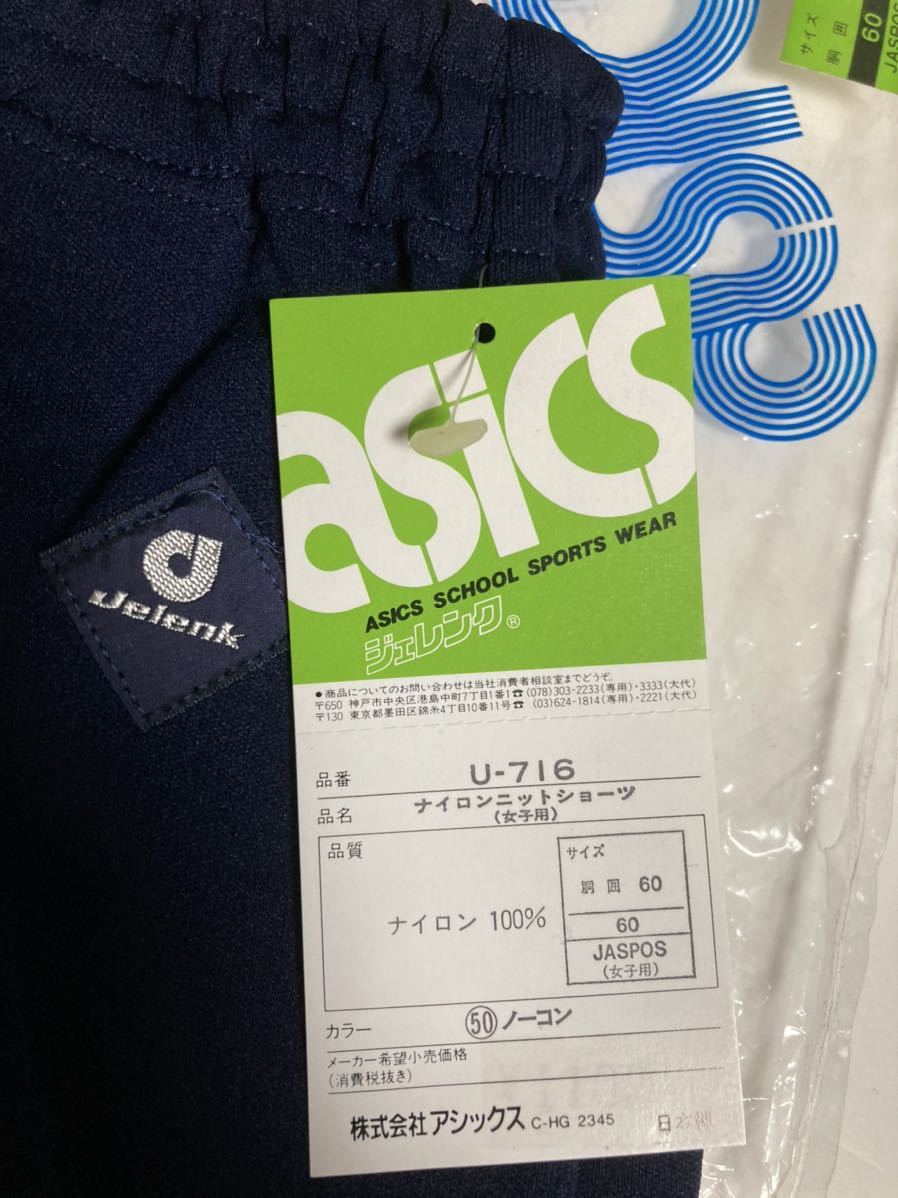 サイズ
胴囲 60
JASPOS
asics
Jelenk
asics
ASICS SCHOOL SPORTS WEAR
ジェレンク®
●商品についてのお問い合わせは当社消費者相談室までどうぞ。
〒650 神戸市中央区港島中町7丁目1番1☎(078)303-2233(専用)・3333(大代)
〒130 東京都墨田区錦糸4丁目10番11号☎(03)624-1814(専用)・2221(大代)
品番 U-716
品名 ナイロンニットショーツ
(女子用)
品質
ナイロン 100%
サイズ
胴囲 60
60
JASPOS
(女子用)
カラー ㊿ノーコン
メーカー希望小売価格
(消費税抜き)
株式会社アシックス C-HG 2345 日本製